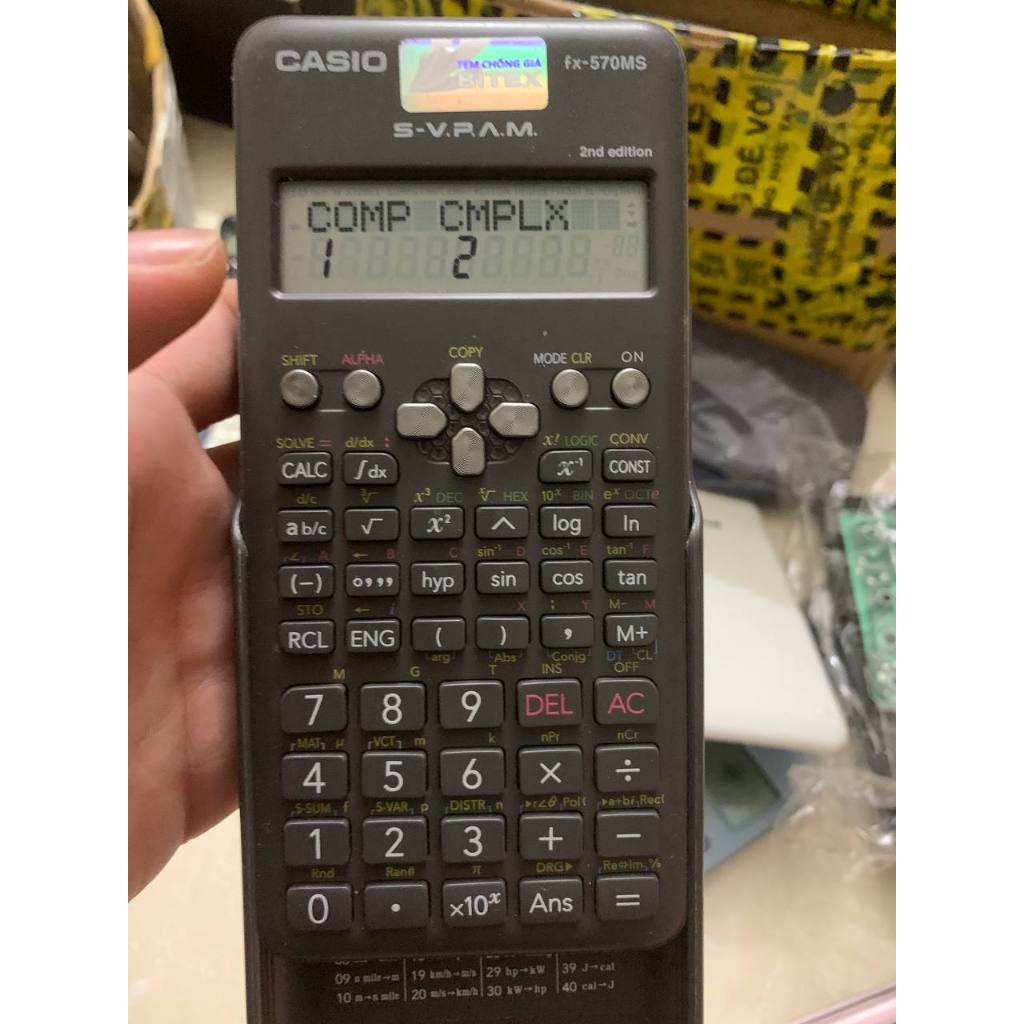 CASIO TEM CHỐNG GIẢ BITEX fx-570MS
S-V.P.A.M.
2nd edition
COMP CMPLX
1 2
COPY
SHIFT ALPHA MODE CLR ON
SOLVE = d/dx : x! LOGIC CONV
CALC ∫dx x⁻¹ CONST
d/c ³√ x³ DEC ˣ√ HEX 10ˣ BIN eˣ OCT e
a b/c √ x² ^ log ln
∠ A ← B C sin⁻¹ D cos⁻¹ E tan⁻¹ F
(−) °,,, hyp sin cos tan
STO ← i X ; Y M- M
RCL ENG ( ) , M+
arg Abs Conjg DT CL
M G T INS OFF
7 8 9 DEL AC
MAT μ VCT m k nPr nCr
4 5 6 × ÷
S-SUM f S-VAR p DISTR n ▸r∠θ Pol( ▸a+bi Rec(
1 2 3 + −
Rnd Ran# π DRG▸ Re⇔Im %
0 . ×10ˣ Ans =
09 n mile→m 19 km/h→m/s 29 hp→kW 39 J→cal
10 m→n mile 20 m/s→km/h 30 kW→hp 40 cal→J